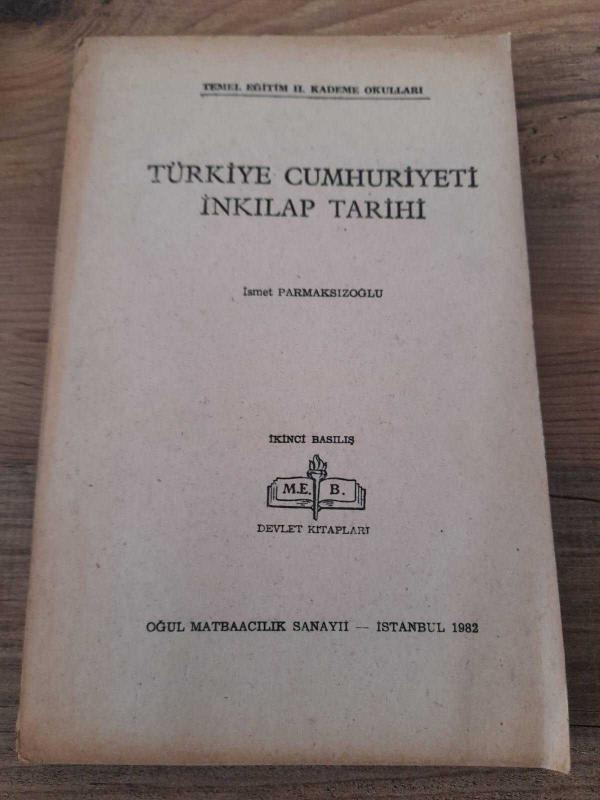 TEMEL EĞİTİM II. KADEME OKULLARI
TÜRKİYE CUMHURİYETİ
İNKILAP TARİHİ
İsmet PARMAKSIZOĞLU
İKİNCİ BASILIŞ
M.E. B.
DEVLET KİTAPLARI
OĞUL MATBAACILIK SANAYII — İSTANBUL 1982